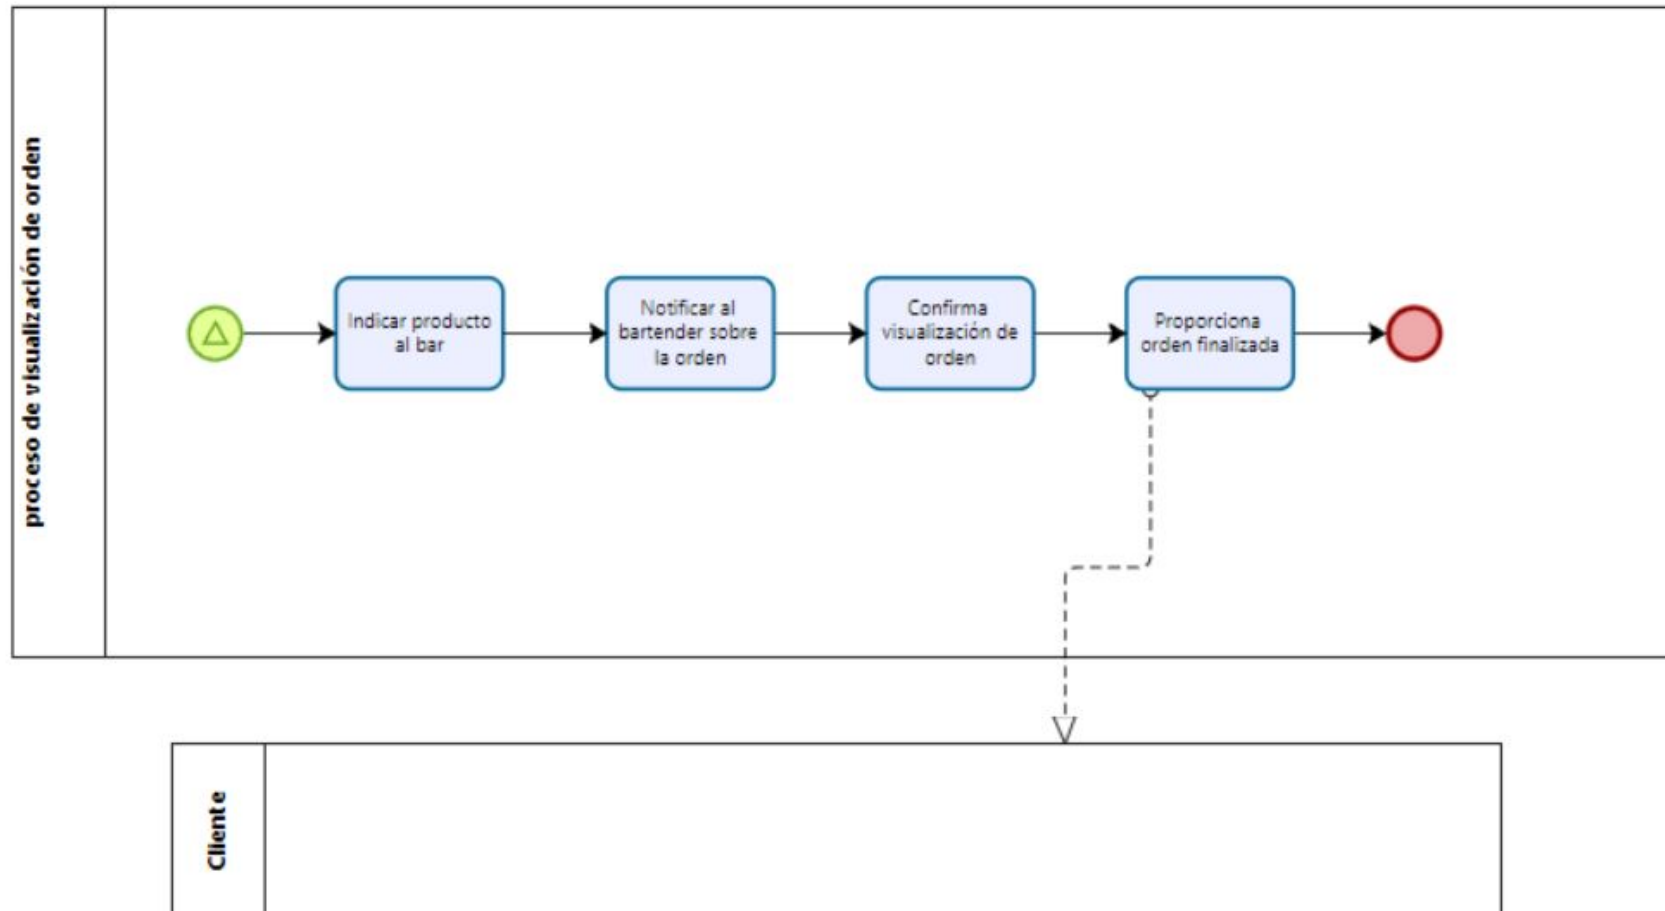 proceso de visualización de orden
Indicar producto
al bar
Notificar al
bartender sobre
la orden
Confirma
visualización de
orden
Proporciona
orden finalizada
Cliente